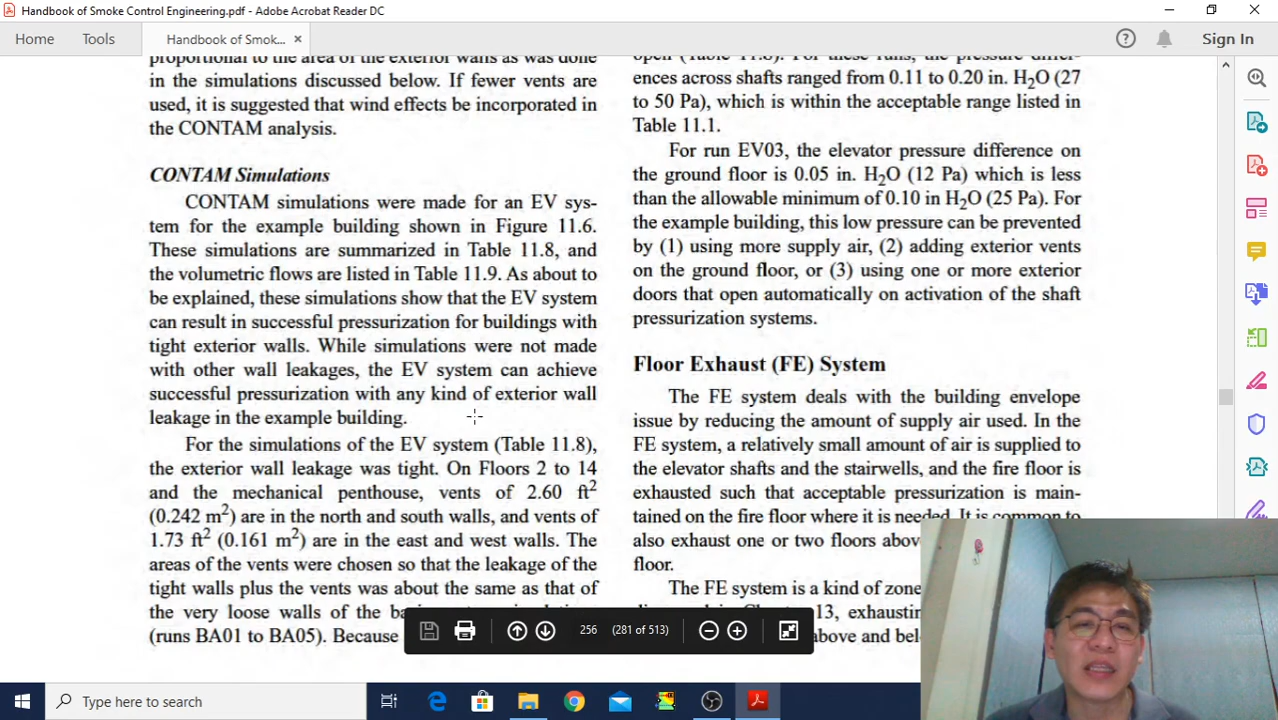 Handbook of Smoke Control Engineering.pdf - Adobe Acrobat Reader DC
Home
Tools
Handbook of Smok...
Sign In
proportional to the area of the exterior walls as was done
in the simulations discussed below. If fewer vents are
used, it is suggested that wind effects be incorporated in
the CONTAM analysis.
CONTAM Simulations
CONTAM simulations were made for an EV sys-
tem for the example building shown in Figure 11.6.
These simulations are summarized in Table 11.8, and
the volumetric flows are listed in Table 11.9. As about to
be explained, these simulations show that the EV system
can result in successful pressurization for buildings with
tight exterior walls. While simulations were not made
with other wall leakages, the EV system can achieve
successful pressurization with any kind of exterior wall
leakage in the example building.
For the simulations of the EV system (Table 11.8),
the exterior wall leakage was tight. On Floors 2 to 14
and the mechanical penthouse, vents of 2.60 ft2
(0.242 m2) are in the north and south walls, and vents of
1.73 ft2 (0.161 m2) are in the east and west walls. The
areas of the vents were chosen so that the leakage of the
tight walls plus the vents was about the same as that of
the very loose walls of the
(runs BA01 to BA05). Because
ences across shafts ranged from 0.11 to 0.20 in. H2O (27
to 50 Pa), which is within the acceptable range listed in
Table 11.1.
For run EV03, the elevator pressure difference on
the ground floor is 0.05 in. H2O (12 Pa) which is less
than the allowable minimum of 0.10 in H2O (25 Pa). For
the example building, this low pressure can be prevented
by (1) using more supply air, (2) adding exterior vents
on the ground floor, or (3) using one or more exterior
doors that open automatically on activation of the shaft
pressurization systems.
Floor Exhaust (FE) System
The FE system deals with the building envelope
issue by reducing the amount of supply air used. In the
FE system, a relatively small amount of air is supplied to
the elevator shafts and the stairwells, and the fire floor is
exhausted such that acceptable pressurization is main-
tained on the fire floor where it is needed. It is common to
also exhaust one or two floors abov
floor.
The FE system is a kind of zone
13, exhaustin
above and bel
256 (281 of 513)
Type here to search